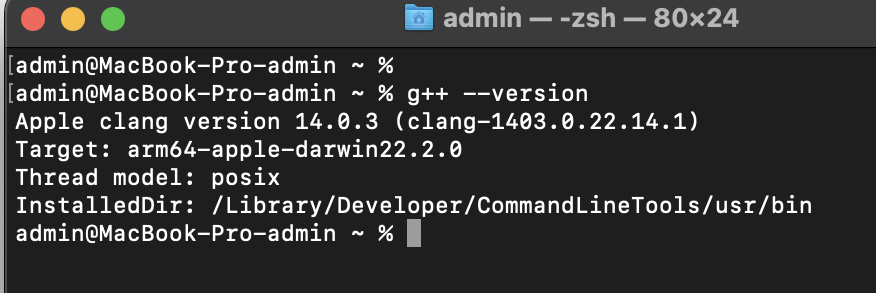 admin — -zsh — 80×24
[admin@MacBook-Pro-admin ~ %
[admin@MacBook-Pro-admin ~ % g++ --version
Apple clang version 14.0.3 (clang-1403.0.22.14.1)
Target: arm64-apple-darwin22.2.0
Thread model: posix
InstalledDir: /Library/Developer/CommandLineTools/usr/bin
admin@MacBook-Pro-admin ~ %